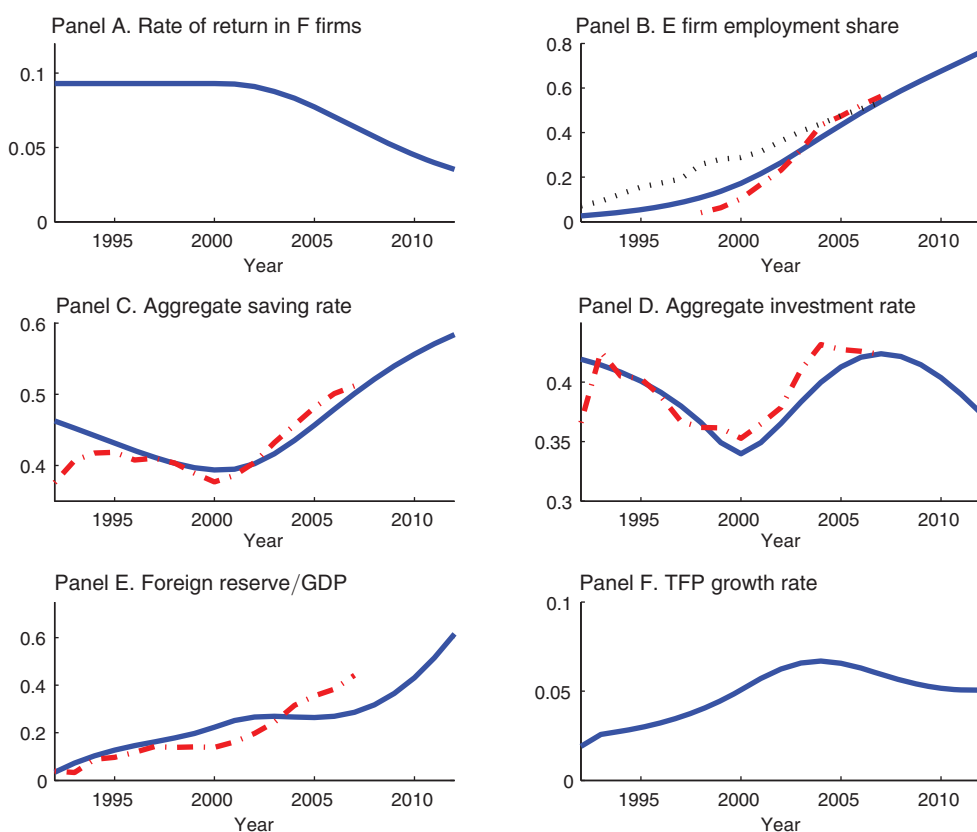 Panel A. Rate of return in F firms
0.1
0.05
0
1995 2000 2005 2010
Year
Panel B. E firm employment share
0.8
0.6
0.4
0.2
0
1995 2000 2005 2010
Year
Panel C. Aggregate saving rate
0.6
0.5
0.4
1995 2000 2005 2010
Year
Panel D. Aggregate investment rate
0.4
0.35
0.3
1995 2000 2005 2010
Year
Panel E. Foreign reserve/GDP
0.6
0.4
0.2
0
1995 2000 2005 2010
Year
Panel F. TFP growth rate
0.1
0.05
0
1995 2000 2005 2010
Year